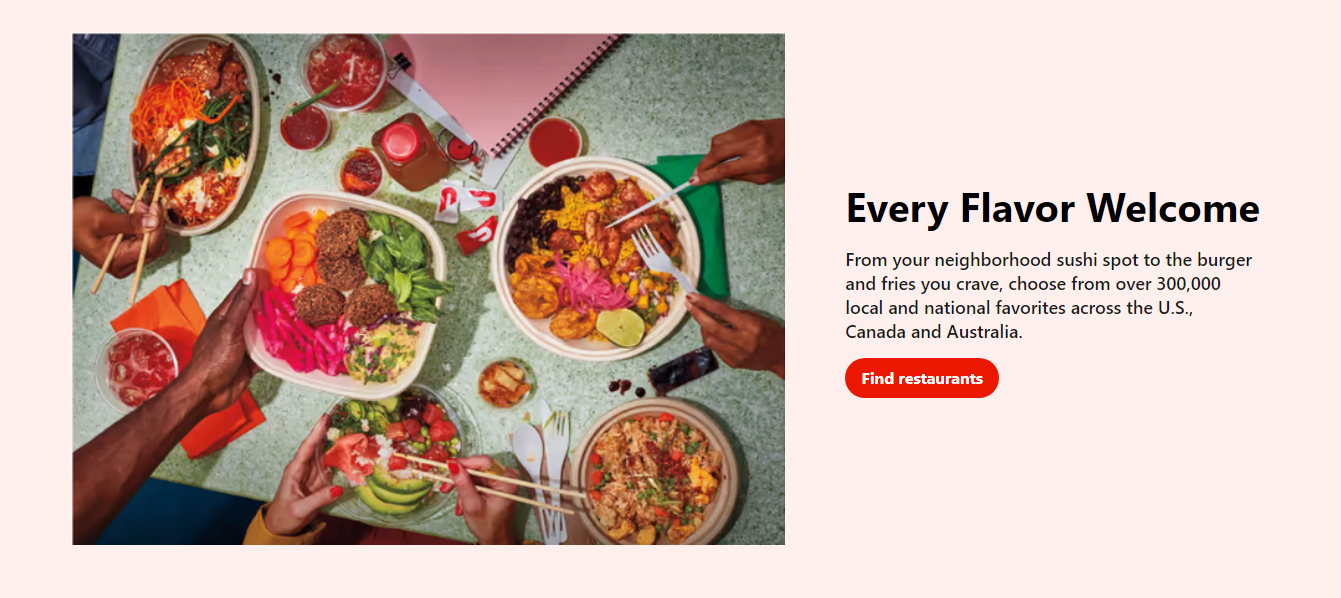 Every Flavor Welcome
From your neighborhood sushi spot to the burger
and fries you crave, choose from over 300,000
local and national favorites across the U.S.,
Canada and Australia.
Find restaurants